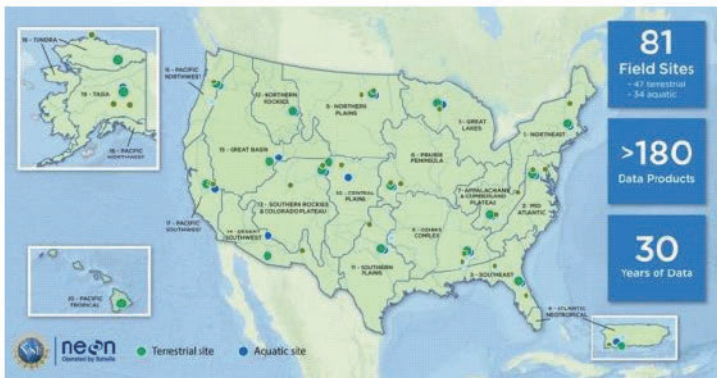 81
Field Sites
- 47 terrestrial
- 34 aquatic
>180
Data Products
30
Years of Data
18 - TUNDRA
19 - TAIGA
16 - PACIFIC
NORTHWEST
16 - PACIFIC
NORTHWEST
12 - NORTHERN
ROCKIES
9 - NORTHERN
PLAINS
5 - GREAT
LAKES
1 - NORTHEAST
15 - GREAT BASIN
6 - PRAIRIE
PENINSULA
13 - SOUTHERN ROCKIES
& COLORADO PLATEAU
10 - CENTRAL
PLAINS
7 - APPALACHIANS
& CUMBERLAND
PLATEAU
2 - MID
ATLANTIC
17 - PACIFIC
SOUTHWEST
14 - DESERT
SOUTHWEST
8 - OZARKS
COMPLEX
11 - SOUTHERN
PLAINS
3 - SOUTHEAST
20 - PACIFIC
TROPICAL
4 - ATLANTIC
NEOTROPICAL
NSF
neon
Operated by Battelle
Terrestrial site
Aquatic site